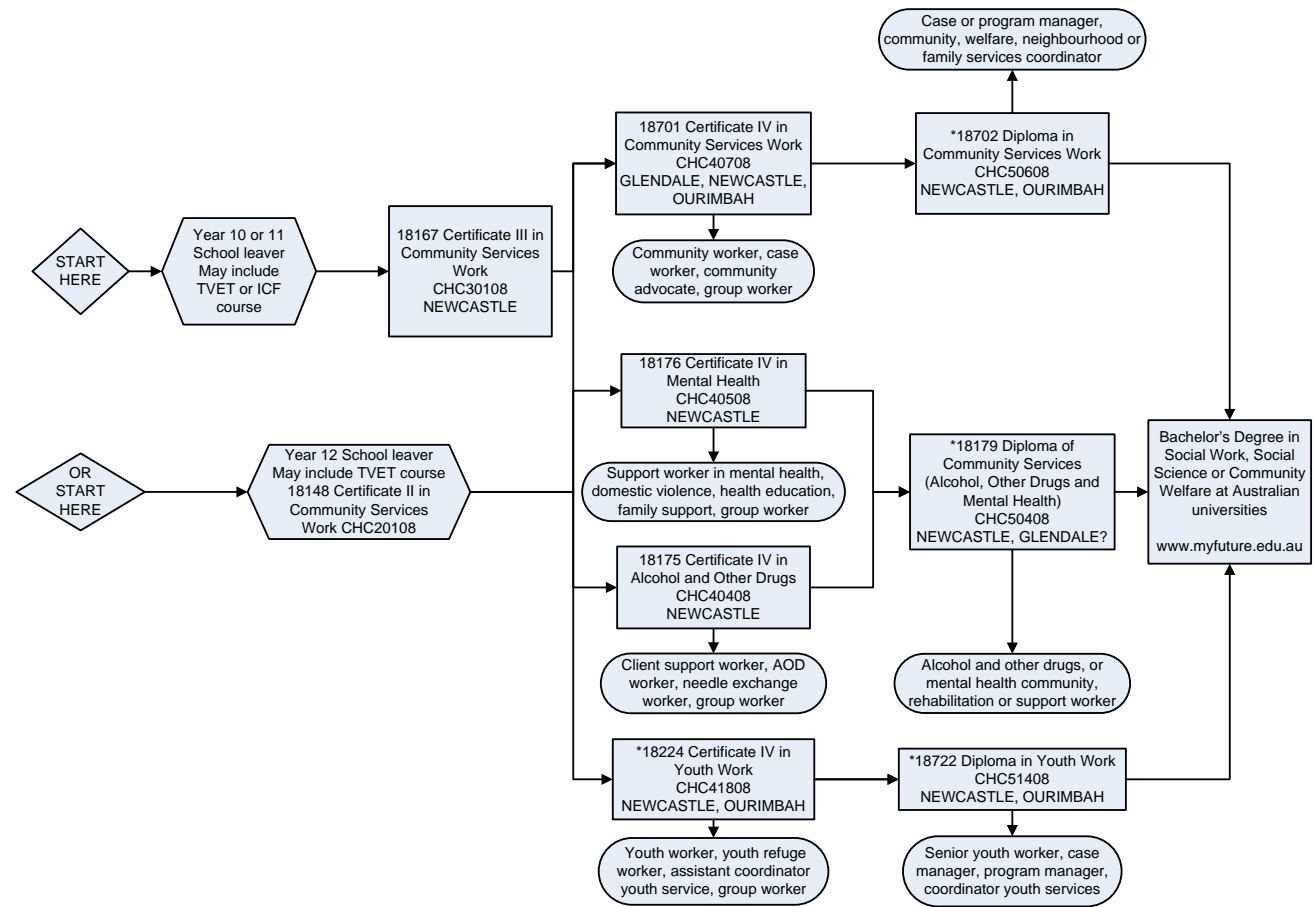 Case or program manager,
community, welfare, neighbourhood or
family services coordinator
18701 Certificate IV in
Community Services Work
CHC40708
GLENDALE, NEWCASTLE,
OURIMBAH
*18702 Diploma in
Community Services Work
CHC50608
NEWCASTLE, OURIMBAH
START
HERE
Year 10 or 11
School leaver
May include
TVET or ICF
course
18167 Certificate III in
Community Services
Work
CHC30108
NEWCASTLE
Community worker, case
worker, community
advocate, group worker
18176 Certificate IV in
Mental Health
CHC40508
NEWCASTLE
OR
START
HERE
Year 12 School leaver
May include TVET course
18148 Certificate II in
Community Services
Work CHC20108
Support worker in mental health,
domestic violence, health education,
family support, group worker
*18179 Diploma of
Community Services
(Alcohol, Other Drugs and
Mental Health)
CHC50408
NEWCASTLE, GLENDALE?
Bachelor's Degree in
Social Work, Social
Science or Community
Welfare at Australian
universities
www.myfuture.edu.au
18175 Certificate IV in
Alcohol and Other Drugs
CHC40408
NEWCASTLE
Client support worker, AOD
worker, needle exchange
worker, group worker
Alcohol and other drugs, or
mental health community,
rehabilitation or support worker
*18224 Certificate IV in
Youth Work
CHC41808
NEWCASTLE, OURIMBAH
*18722 Diploma in Youth Work
CHC51408
NEWCASTLE, OURIMBAH
Youth worker, youth refuge
worker, assistant coordinator
youth service, group worker
Senior youth worker, case
manager, program manager,
coordinator youth services